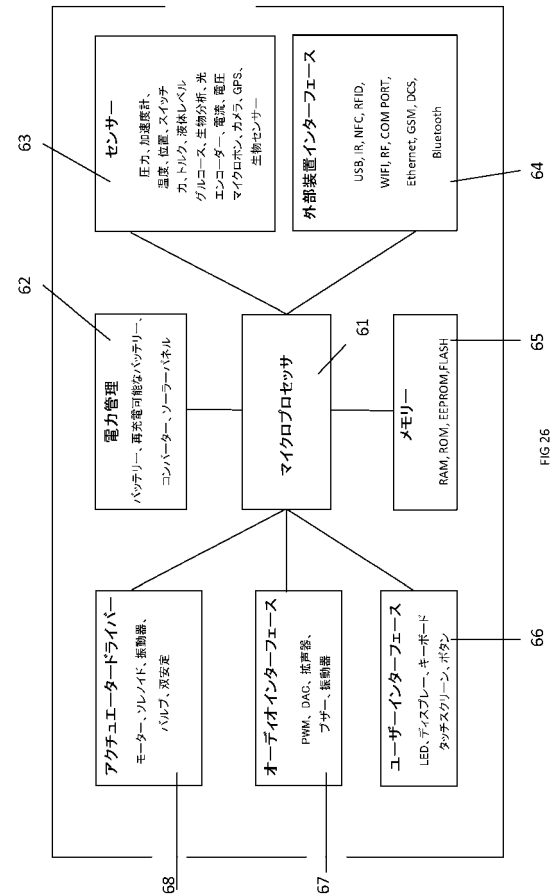 68
アクチュエータードライバー
モーター、ソレノイド、振動器、
バルブ、双安定
67
オーディオインターフェース
PWM、DAC、拡声器、
ブザー、振動器
ユーザーインターフェース
LED、ディスプレー、キーボード
タッチスクリーン、ボタン
66
62
電力管理
バッテリー、再充電可能なバッテリー、
コンバーター、ソーラーパネル
マイクロプロセッサ
61
メモリー
RAM, ROM, EEPROM,FLASH
65
63
センサー
圧力、加速度計、
温度、位置、スイッチ
力、トルク、液体レベル
グルコース、生物分析、光
エンコーダー、電流、電圧
マイクロホン、カメラ、GPS、
生物センサー
外部装置インターフェース
USB, IR, NFC, RFID,
WIFI, RF, COM PORT,
Ethernet, GSM, DCS,
Bluetooth
64
FIG 26